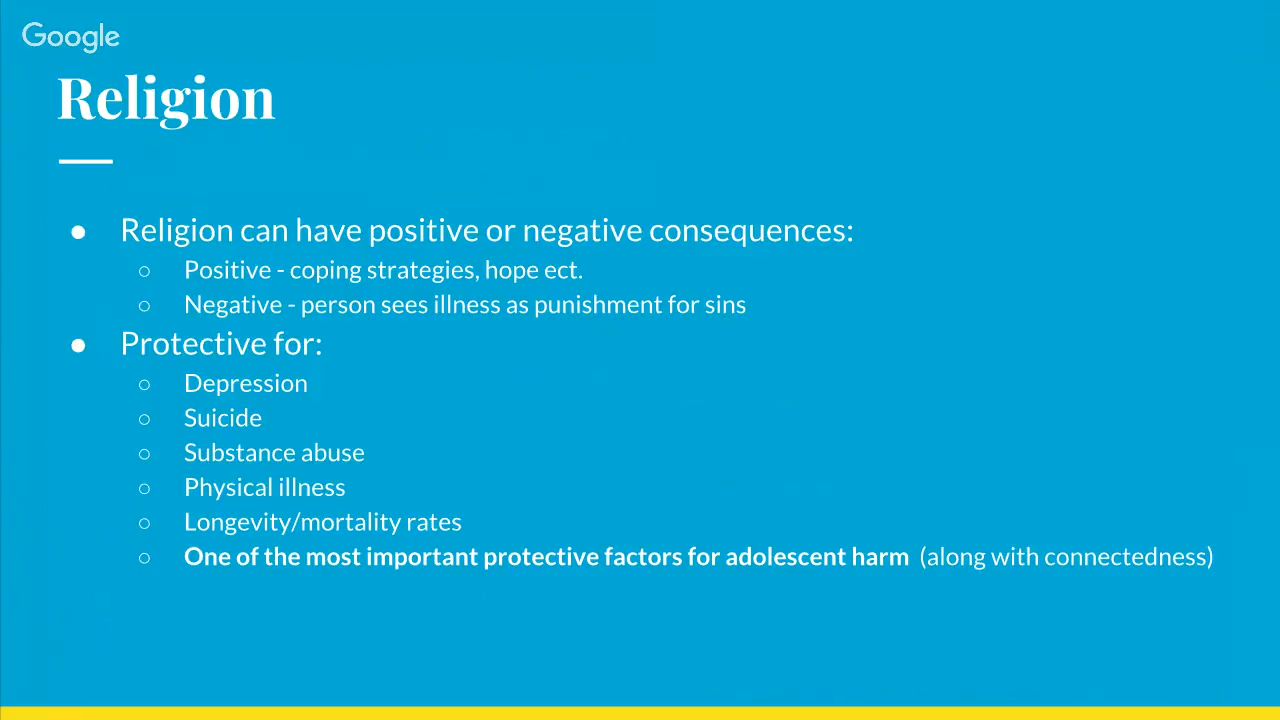 Google
Religion
● Religion can have positive or negative consequences:
○ Positive - coping strategies, hope ect.
○ Negative - person sees illness as punishment for sins
● Protective for:
○ Depression
○ Suicide
○ Substance abuse
○ Physical illness
○ Longevity/mortality rates
○ One of the most important protective factors for adolescent harm (along with connectedness)